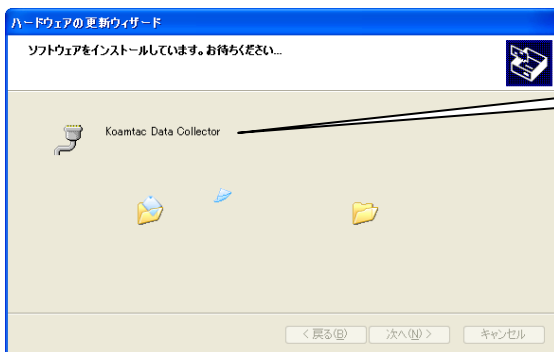 ハードウェアの更新ウィザード
ソフトウェアをインストールしています。お待ちください...
Koamtac Data Collector
< 戻る(B)
次へ(N) >
キャンセル